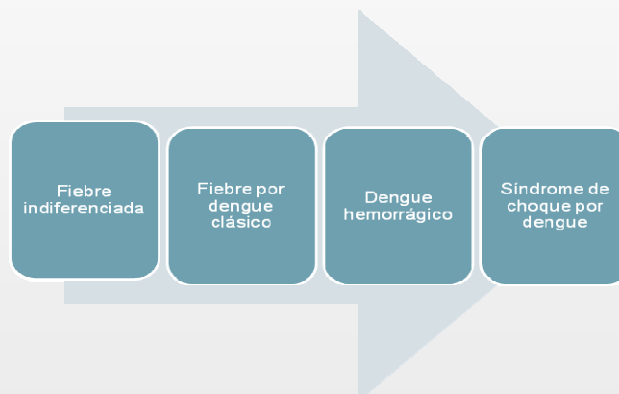 Fiebre
indiferenciada
Fiebre por
dengue
clásico
Dengue
hemorrágico
Síndrome de
choque por
dengue